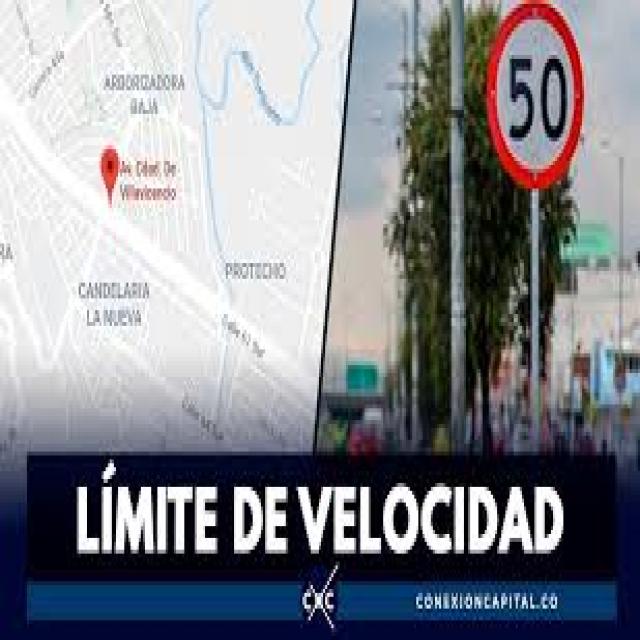 ARBORIZADORA
BAJA
Av. Cdad. De
Villavicencio
CANDELARIA
LA NUEVA
PROTECHO
50
LÍMITE DE VELOCIDAD
CXC
CONEXIONCAPITAL.CO